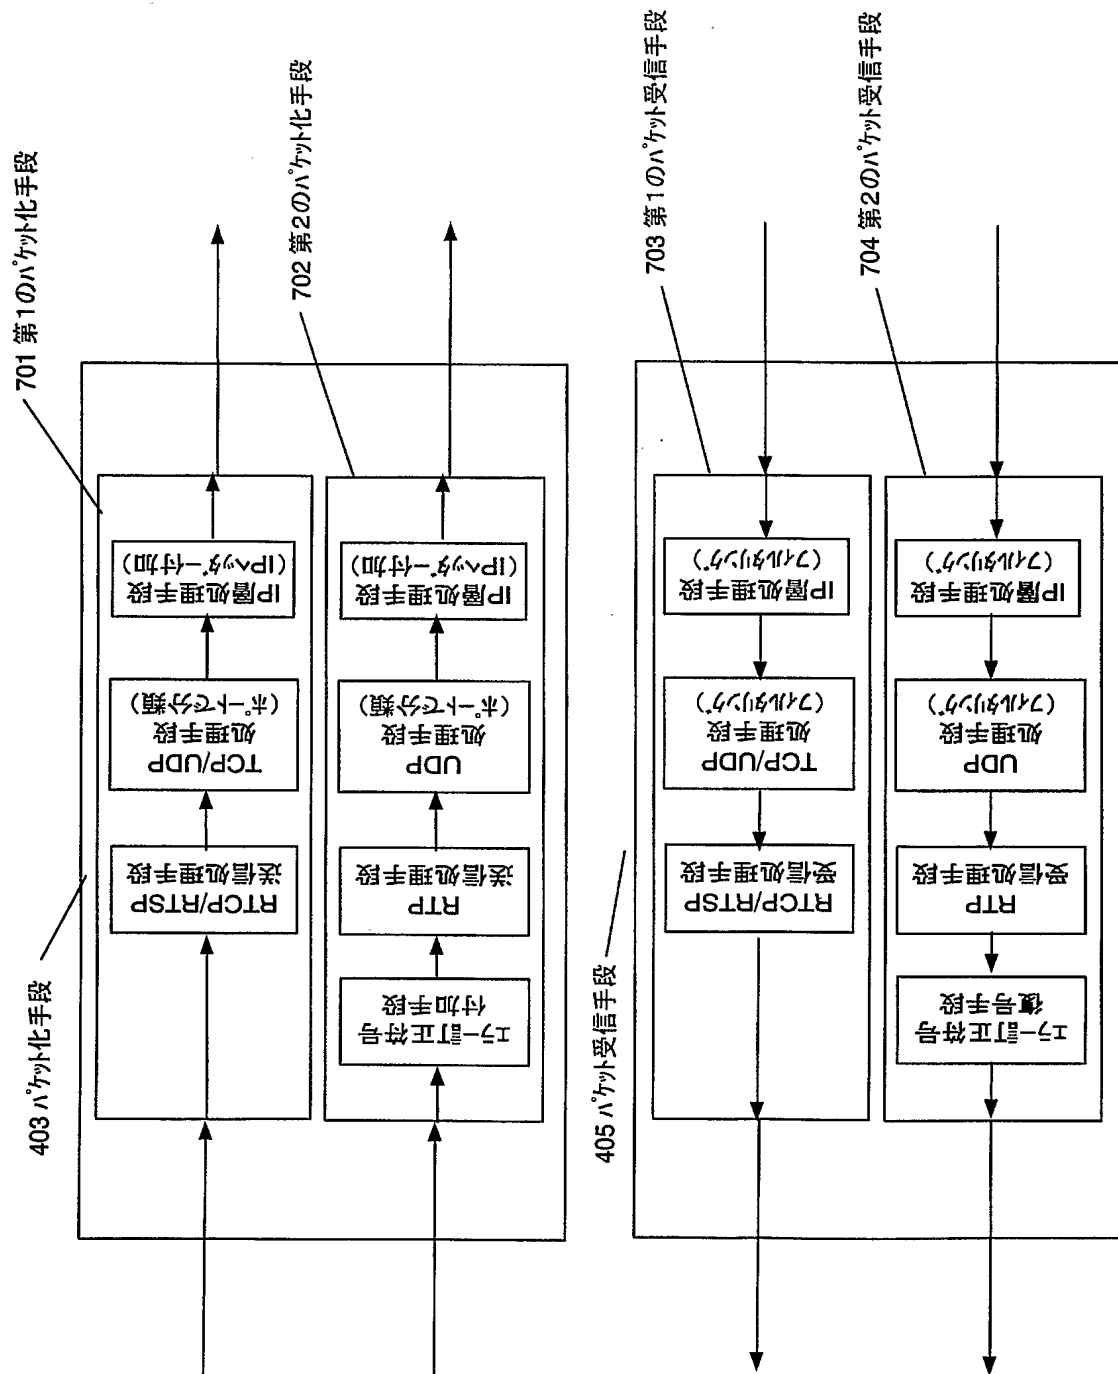 403 パケット化手段
701 第1のパケット化手段
RTCP/RTSP
送信処理手段
TCP/UDP
処理手段
(ポートで分類)
IP層処理手段
(IPヘッダー付加)
702 第2のパケット化手段
エラー訂正符号
付加手段
RTP
送信処理手段
UDP
処理手段
(ポートで分類)
IP層処理手段
(IPヘッダー付加)
405 パケット受信手段
703 第1のパケット受信手段
RTCP/RTSP
受信処理手段
TCP/UDP
処理手段
(フィルタリング)
IP層処理手段
(フィルタリング)
704 第2のパケット受信手段
エラー訂正符号
復号手段
RTP
受信処理手段
UDP
処理手段
(フィルタリング)
IP層処理手段
(フィルタリング)